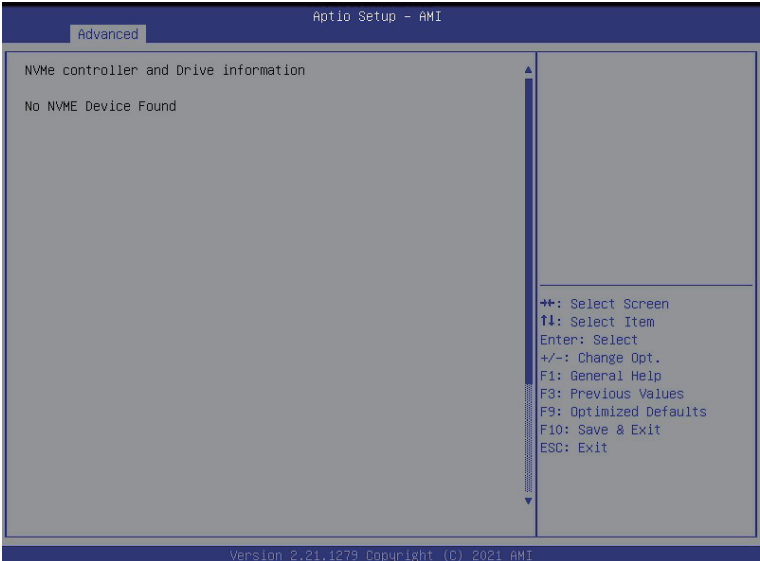 Aptio Setup – AMI
Advanced
NVMe controller and Drive information
No NVME Device Found
→←: Select Screen
↑↓: Select Item
Enter: Select
+/-: Change Opt.
F1: General Help
F3: Previous Values
F9: Optimized Defaults
F10: Save & Exit
ESC: Exit
Version 2.21.1279 Copyright (C) 2021 AMI